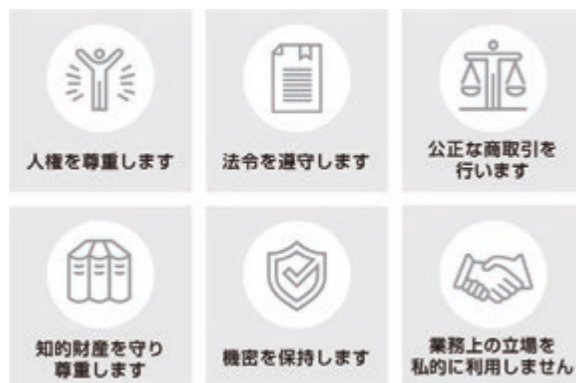 人権を尊重します
法令を遵守します
公正な商取引を
行います
知的財産を守り
尊重します
機密を保持します
業務上の立場を
私的に利用しません